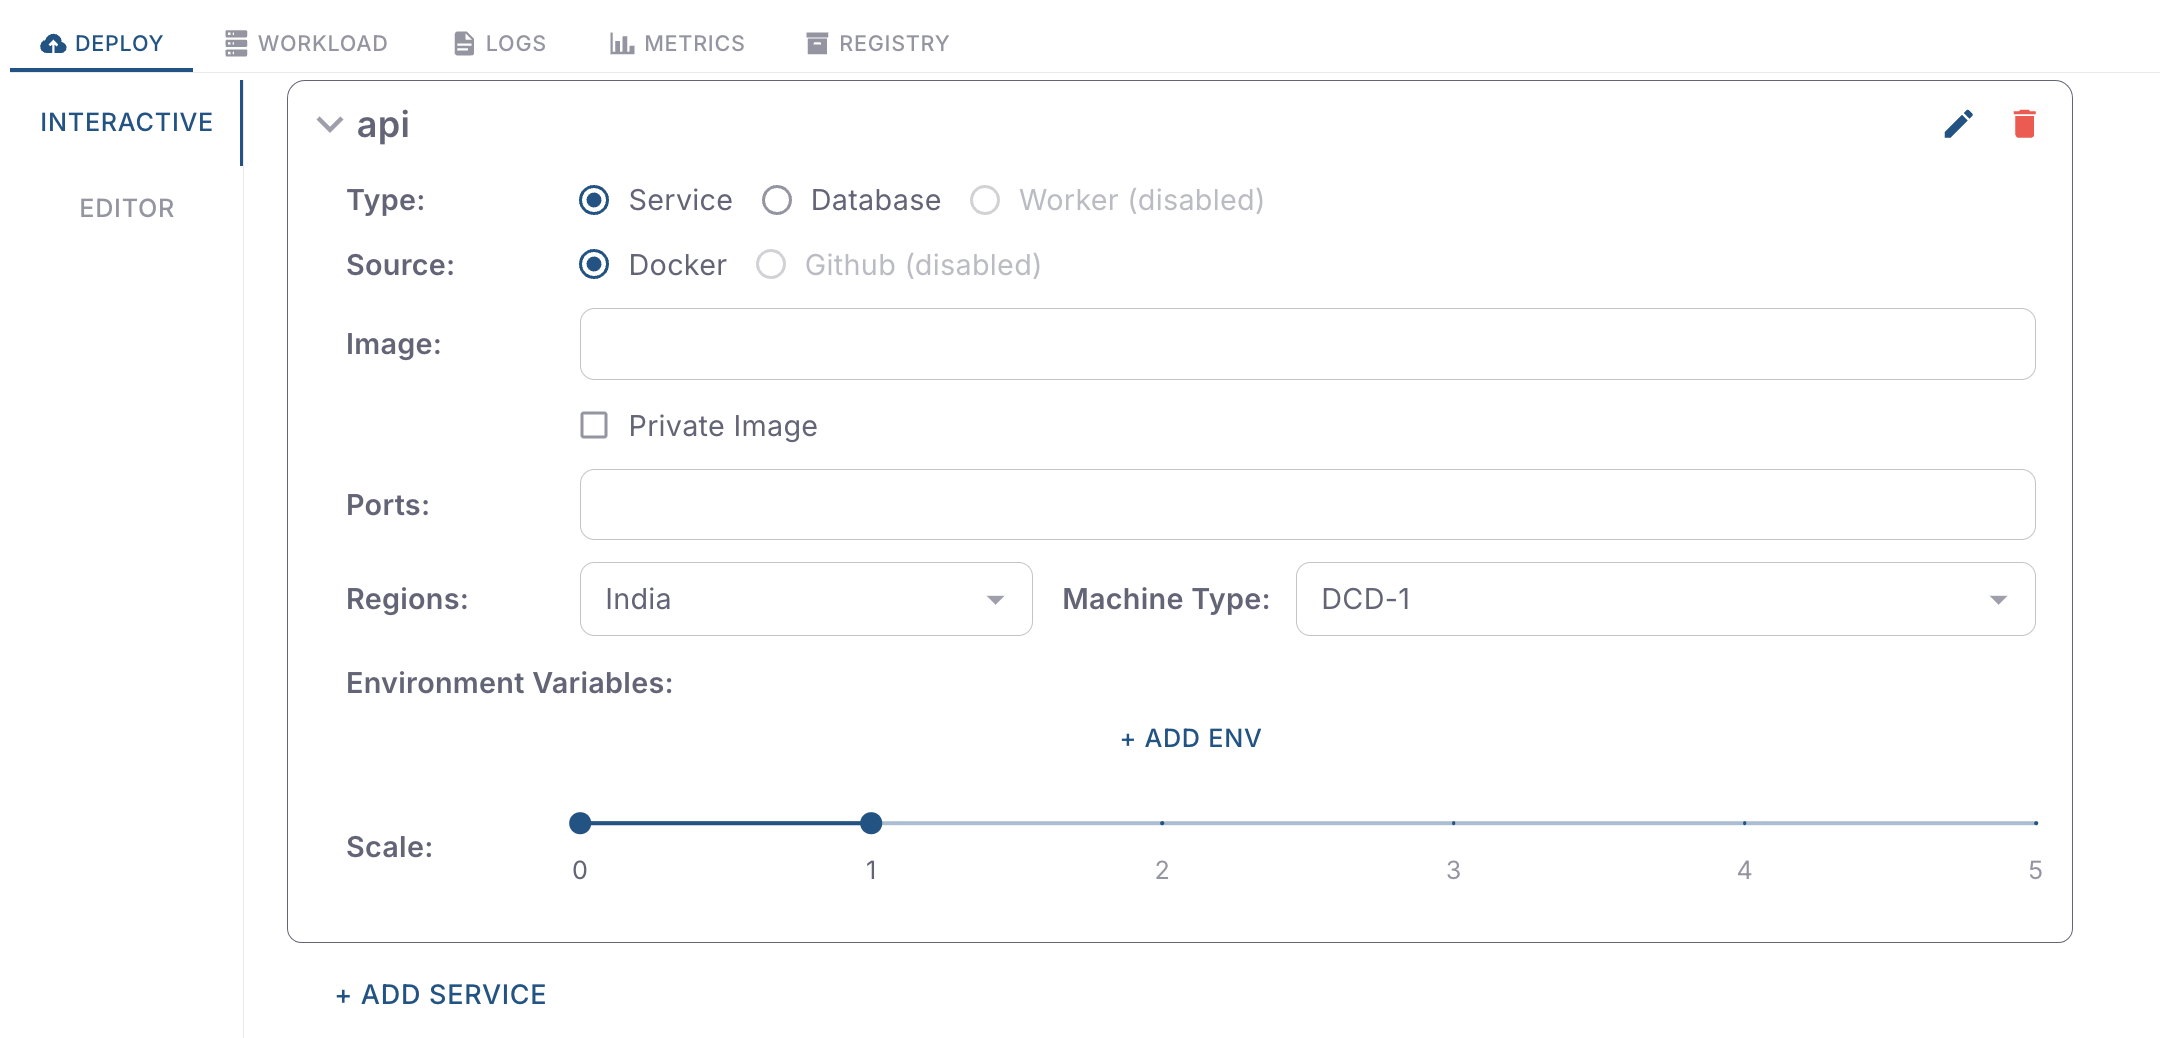 DEPLOY WORKLOAD LOGS METRICS REGISTRY
INTERACTIVE
EDITOR
api
Type: Service Database Worker (disabled)
Source: Docker Github (disabled)
Image:
Private Image
Ports:
Regions: India Machine Type: DCD-1
Environment Variables:
+ ADD ENV
Scale:
0 1 2 3 4 5
+ ADD SERVICE